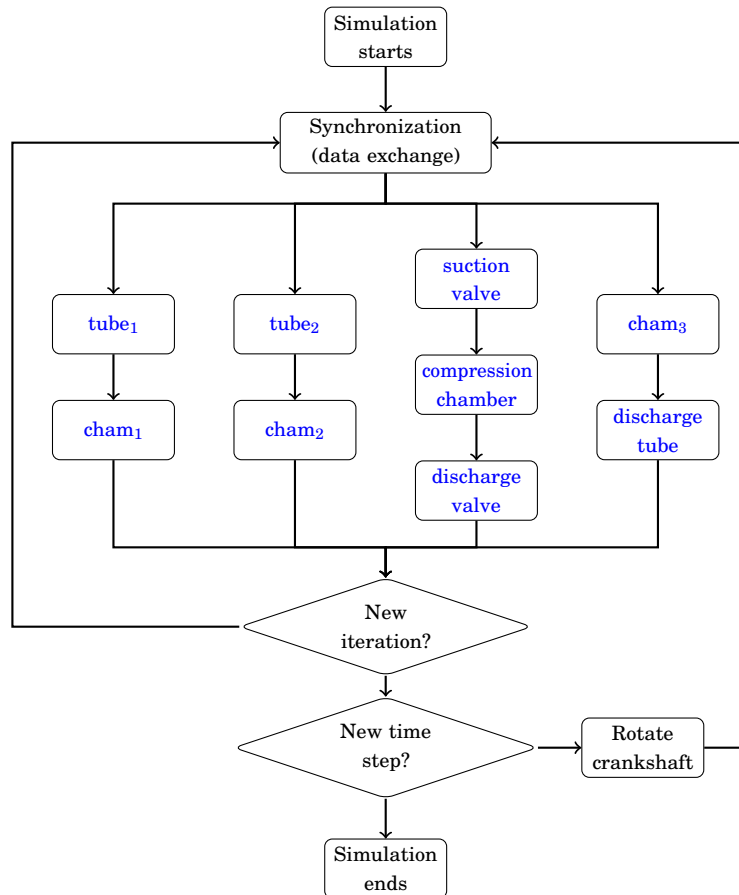 Simulation
starts
Synchronization
(data exchange)
suction
valve
tube₁
tube₂
cham₃
compression
chamber
cham₁
cham₂
discharge
tube
discharge
valve
New
iteration?
New time
step?
Rotate
crankshaft
Simulation
ends